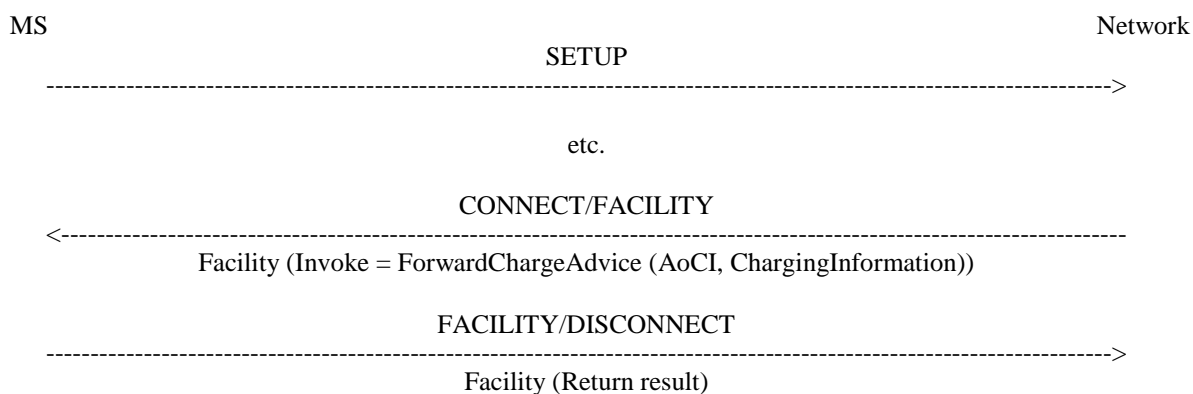 MS Network
SETUP
------------------------------------------------------------------------------------------------------------------------>
etc.
CONNECT/FACILITY
<------------------------------------------------------------------------------------------------------------------------
Facility (Invoke = ForwardChargeAdvice (AoCI, ChargingInformation))
FACILITY/DISCONNECT
------------------------------------------------------------------------------------------------------------------------>
Facility (Return result)